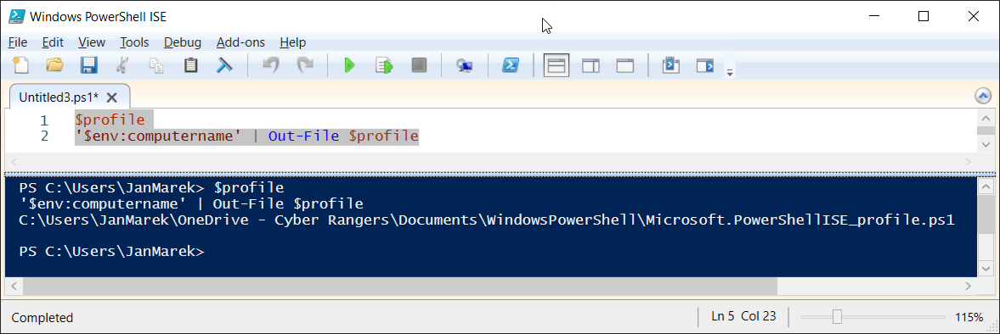 Windows PowerShell ISE
File Edit View Tools Debug Add-ons Help
Untitled3.ps1* X
1 $profile
2 '$env:computername' | Out-File $profile
PS C:\Users\JanMarek> $profile
'$env:computername' | Out-File $profile
C:\Users\JanMarek\OneDrive - Cyber Rangers\Documents\WindowsPowerShell\Microsoft.PowerShellISE_profile.ps1
PS C:\Users\JanMarek>
Completed
Ln 5 Col 23
115%